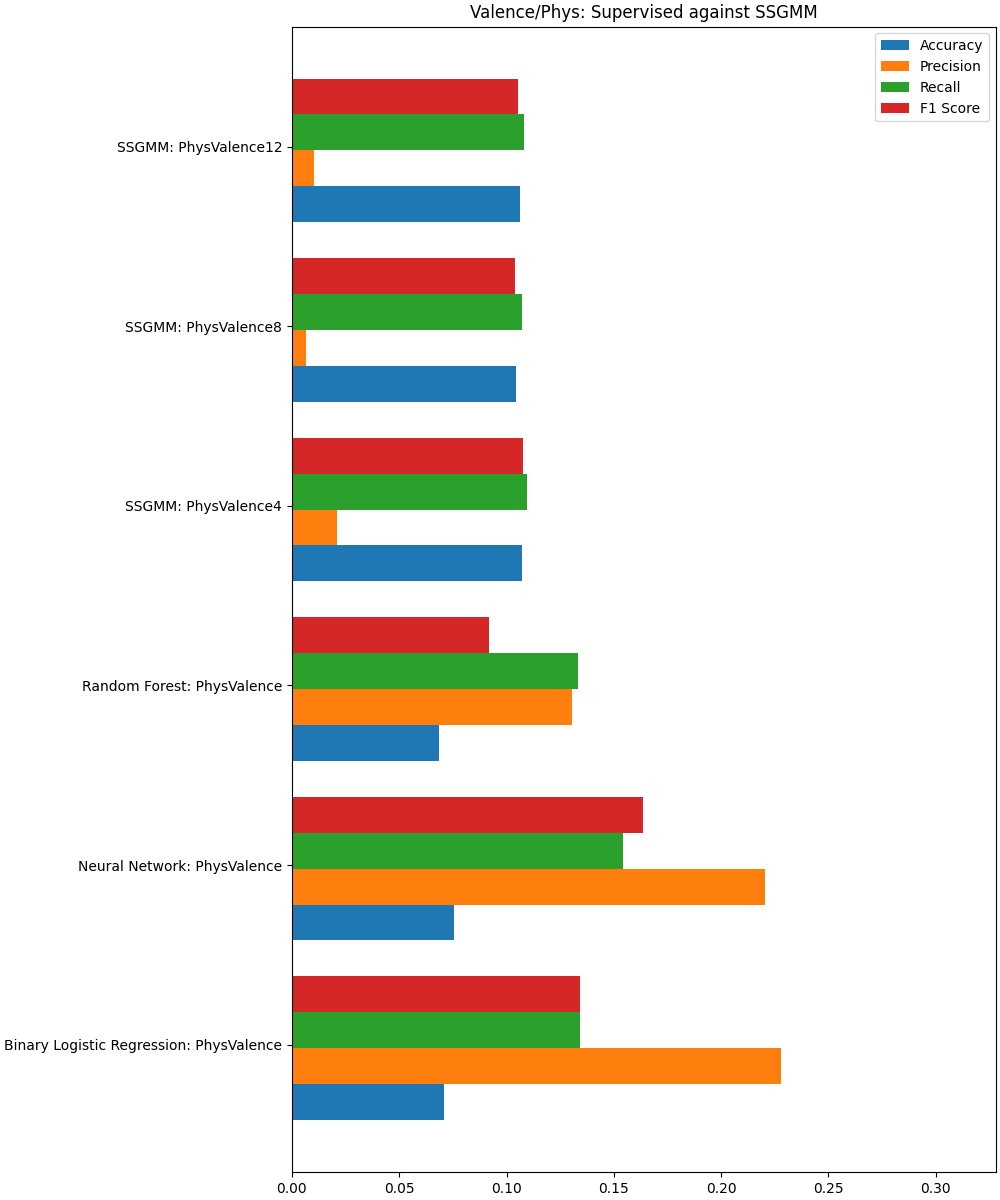 Valence/Phys: Supervised against SSGMM
Accuracy
Precision
Recall
F1 Score
SSGMM: PhysValence12
SSGMM: PhysValence8
SSGMM: PhysValence4
Random Forest: PhysValence
Neural Network: PhysValence
Binary Logistic Regression: PhysValence
0.00 0.05 0.10 0.15 0.20 0.25 0.30